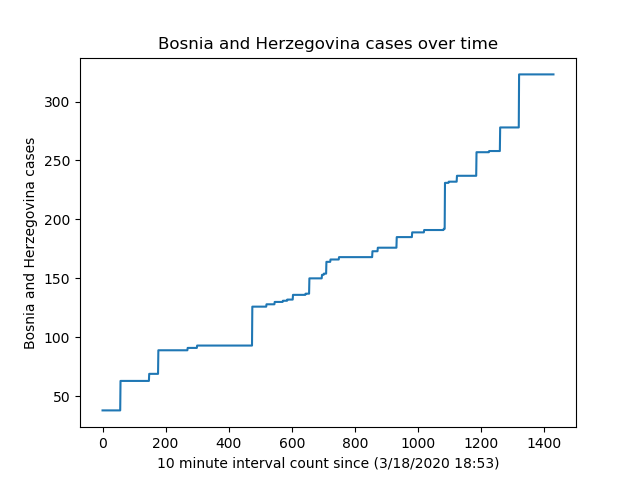 Bosnia and Herzegovina cases over time
Bosnia and Herzegovina cases
300
250
200
150
100
50
0 200 400 600 800 1000 1200 1400
10 minute interval count since (3/18/2020 18:53)